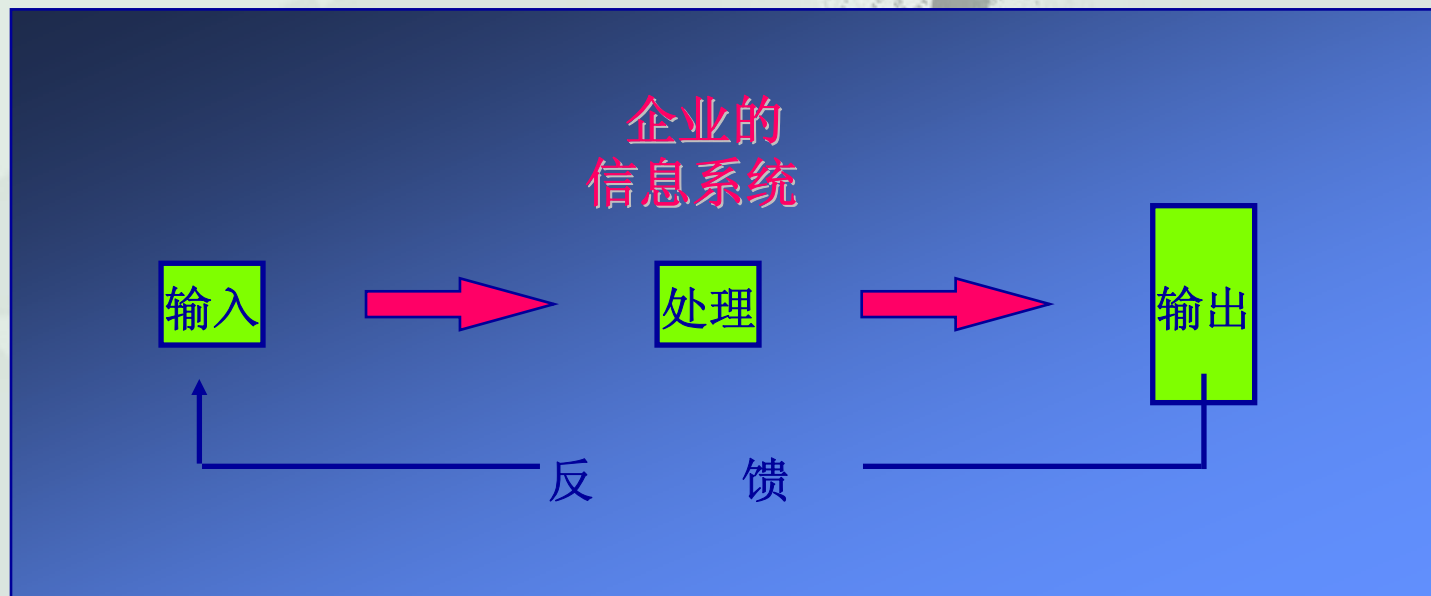 企业的
信息系统
输入
处理
输出
反 馈